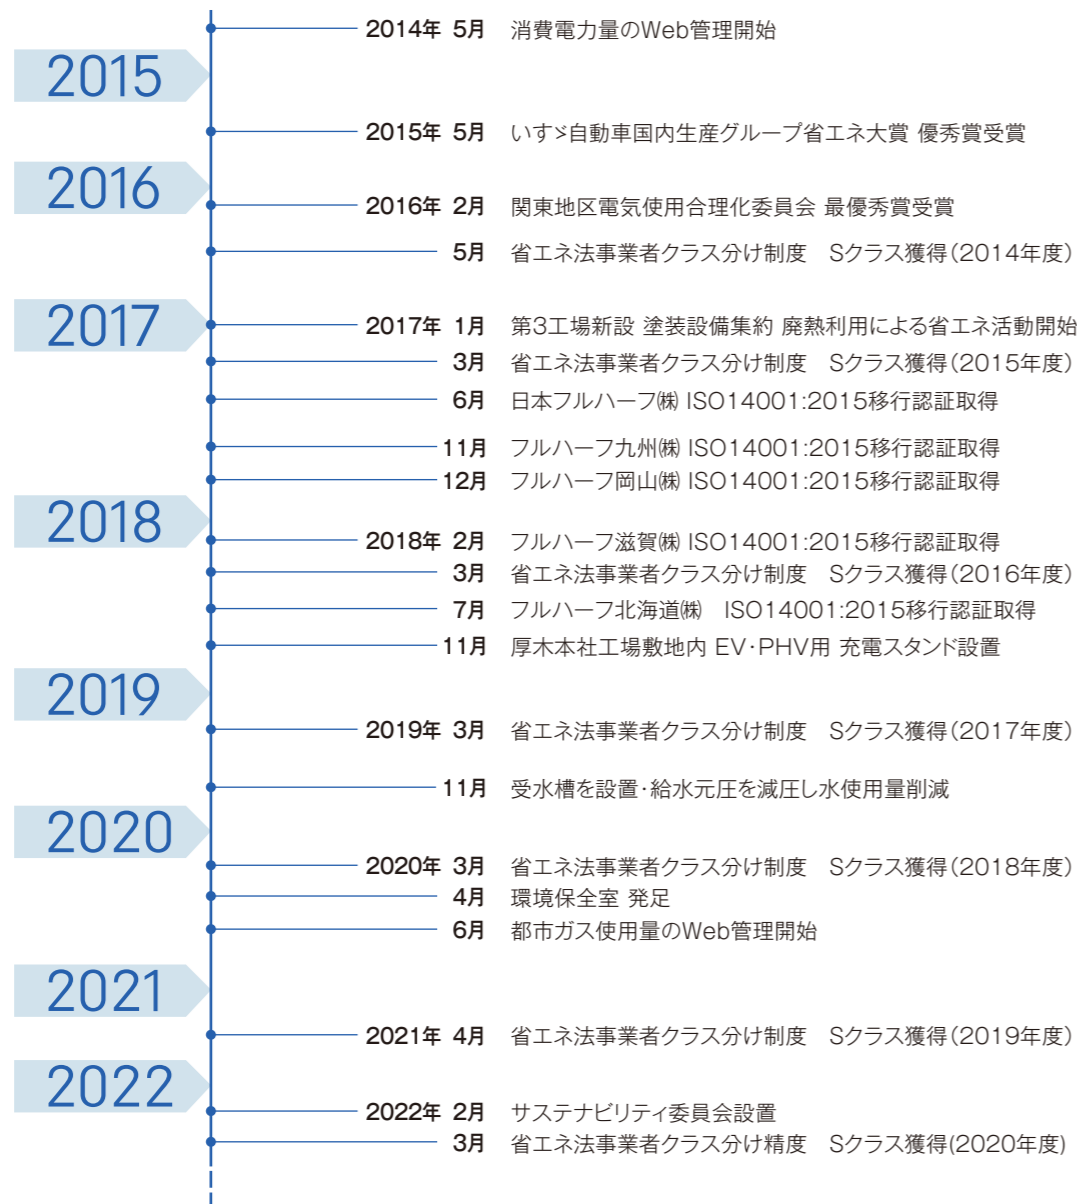 2014年 5月 消費電力量のWeb管理開始
2015
2015年 5月 いすゞ自動車国内生産グループ省エネ大賞 優秀賞受賞
2016
2016年 2月 関東地区電気使用合理化委員会 最優秀賞受賞
5月 省エネ法事業者クラス分け制度　Sクラス獲得(2014年度)
2017
2017年 1月 第3工場新設 塗装設備集約 廃熱利用による省エネ活動開始
3月 省エネ法事業者クラス分け制度　Sクラス獲得(2015年度)
6月 日本フルハーフ㈱ ISO14001:2015移行認証取得
11月 フルハーフ九州㈱ ISO14001:2015移行認証取得
12月 フルハーフ岡山㈱ ISO14001:2015移行認証取得
2018
2018年 2月 フルハーフ滋賀㈱ ISO14001:2015移行認証取得
3月 省エネ法事業者クラス分け制度　Sクラス獲得(2016年度)
7月 フルハーフ北海道㈱　ISO14001:2015移行認証取得
11月 厚木本社工場敷地内 EV･PHV用 充電スタンド設置
2019
2019年 3月 省エネ法事業者クラス分け制度　Sクラス獲得(2017年度)
11月 受水槽を設置･給水元圧を減圧し水使用量削減
2020
2020年 3月 省エネ法事業者クラス分け制度　Sクラス獲得(2018年度)
4月 環境保全室 発足
6月 都市ガス使用量のWeb管理開始
2021
2021年 4月 省エネ法事業者クラス分け制度　Sクラス獲得(2019年度)
2022
2022年 2月 サステナビリティ委員会設置
3月 省エネ法事業者クラス分け精度　Sクラス獲得(2020年度)